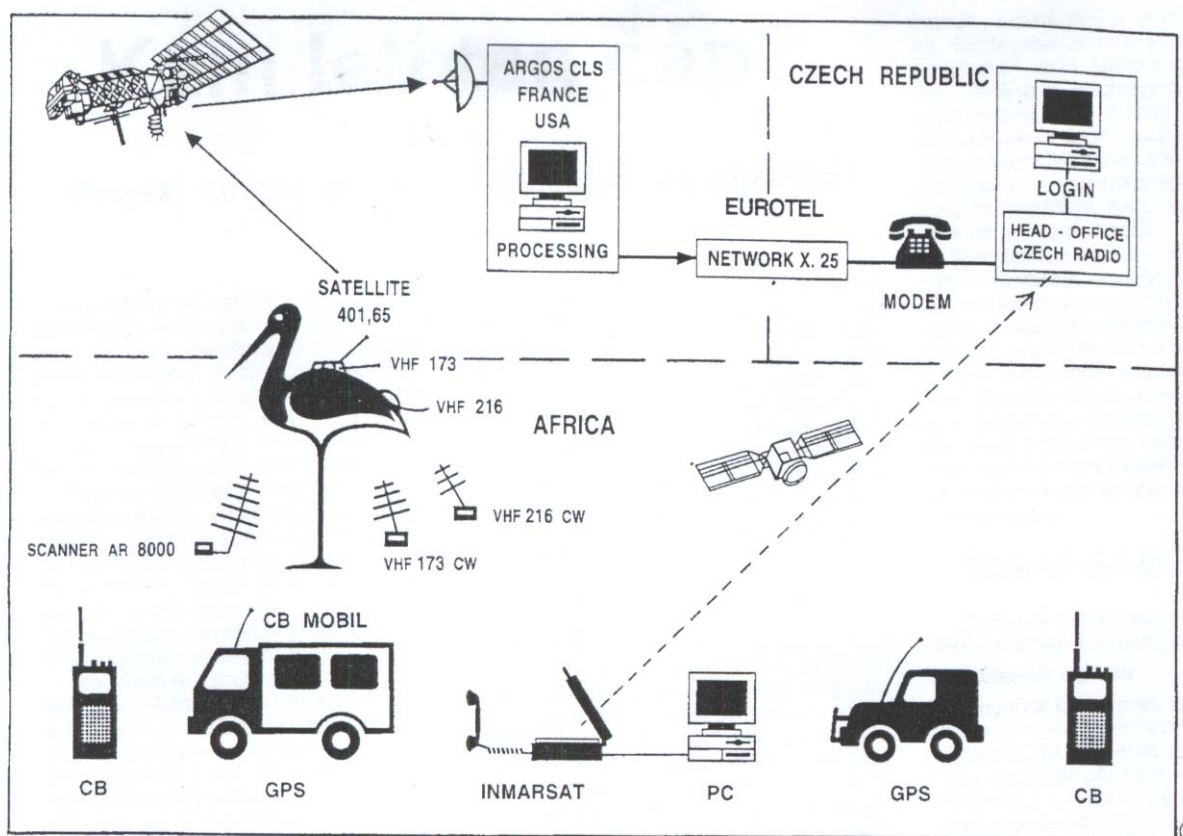 ARGOS CLS
FRANCE
USA
PROCESSING
CZECH REPUBLIC
LOGIN
HEAD - OFFICE
CZECH RADIO
EUROTEL
NETWORK X. 25
MODEM
SATELLITE
401,65
VHF 173
VHF 216
AFRICA
VHF 216 CW
SCANNER AR 8000
VHF 173 CW
CB MOBIL
CB
GPS
INMARSAT
PC
GPS
CB